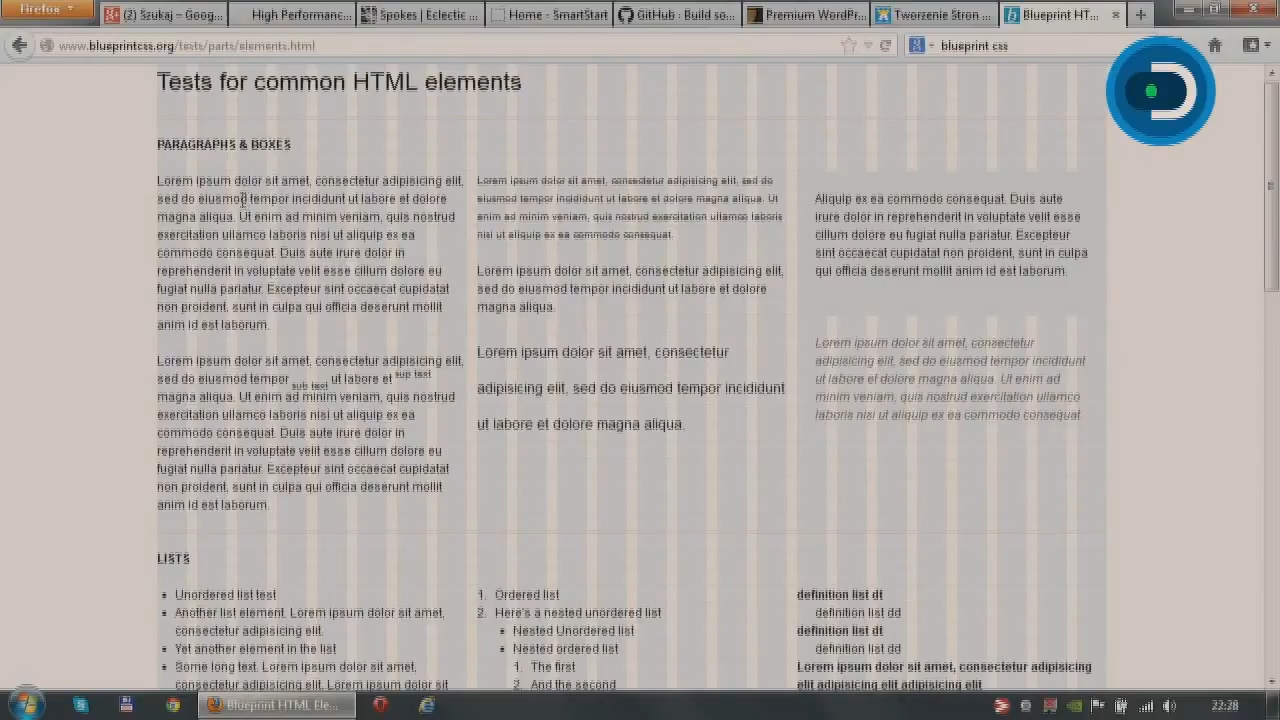 Firefox
(2) Szukaj – Goog...
High Performanc...
Spokes | Eclectic ...
Home - SmartStart
GitHub · Build so...
Premium WordPr...
Tworzenie Stron ...
Blueprint HT...
www.blueprintcss.org/tests/parts/elements.html
blueprint css
Tests for common HTML elements
PARAGRAPHS & BOXES
Lorem ipsum dolor sit amet, consectetur adipisicing elit,
sed do eiusmod tempor incididunt ut labore et dolore
magna aliqua. Ut enim ad minim veniam, quis nostrud
exercitation ullamco laboris nisi ut aliquip ex ea
commodo consequat. Duis aute irure dolor in
reprehenderit in voluptate velit esse cillum dolore eu
fugiat nulla pariatur. Excepteur sint occaecat cupidatat
non proident, sunt in culpa qui officia deserunt mollit
anim id est laborum.
Lorem ipsum dolor sit amet, consectetur adipisicing elit,
sed do eiusmod tempor sub text ut labore et sup text
magna aliqua. Ut enim ad minim veniam, quis nostrud
exercitation ullamco laboris nisi ut aliquip ex ea
commodo consequat. Duis aute irure dolor in
reprehenderit in voluptate velit esse cillum dolore eu
fugiat nulla pariatur. Excepteur sint occaecat cupidatat
non proident, sunt in culpa qui officia deserunt mollit
anim id est laborum.
Lorem ipsum dolor sit amet, consectetur adipisicing elit, sed do
eiusmod tempor incididunt ut labore et dolore magna aliqua. Ut
enim ad minim veniam, quis nostrud exercitation ullamco laboris
nisi ut aliquip ex ea commodo consequat.
Lorem ipsum dolor sit amet, consectetur adipisicing elit,
sed do eiusmod tempor incididunt ut labore et dolore
magna aliqua.
Lorem ipsum dolor sit amet, consectetur
adipisicing elit, sed do eiusmod tempor incididunt
ut labore et dolore magna aliqua.
Aliquip ex ea commodo consequat. Duis aute
irure dolor in reprehenderit in voluptate velit esse
cillum dolore eu fugiat nulla pariatur. Excepteur
sint occaecat cupidatat non proident, sunt in culpa
qui officia deserunt mollit anim id est laborum.
Lorem ipsum dolor sit amet, consectetur
adipisicing elit, sed do eiusmod tempor incididunt
ut labore et dolore magna aliqua. Ut enim ad
minim veniam, quis nostrud exercitation ullamco
laboris nisi ut aliquip ex ea commodo consequat
LISTS
Unordered list test
Another list element. Lorem ipsum dolor sit amet,
consectetur adipisicing elit.
Yet another element in the list
Some long text. Lorem ipsum dolor sit amet,
consectetur adipisicing elit. Lorem ipsum dolor sit
1. Ordered list
2. Here's a nested unordered list
Nested Unordered list
Nested ordered list
1. The first
2. And the second
definition list dt
definition list dd
definition list dt
definition list dd
Lorem ipsum dolor sit amet, consectetur adipisicing
elit adipisicing elit adipisicing elit
Blueprint HTML Ele...
22:38